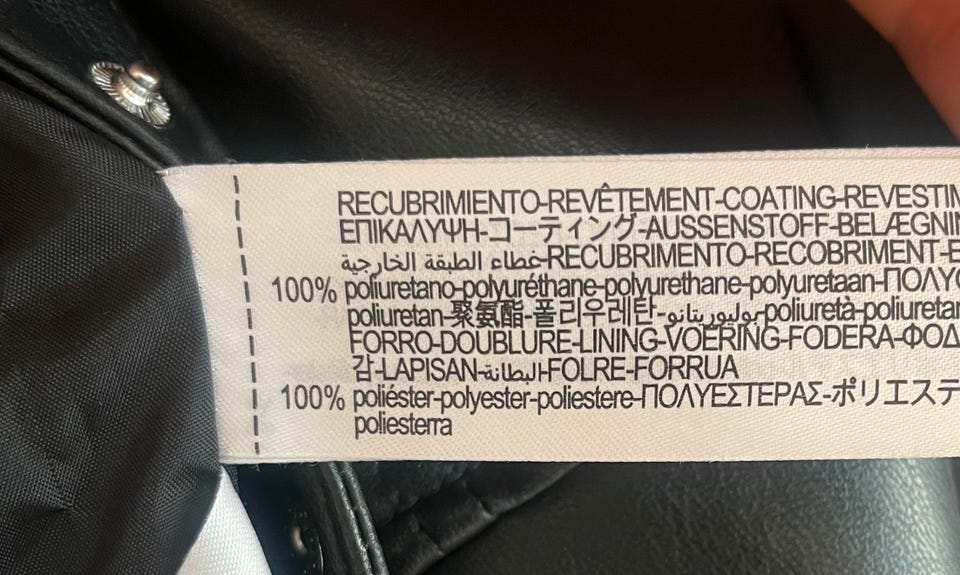 RECUBRIMIENTO-REVÊTEMENT-COATING-REVESTIM
ΕΠΙΚΑΛΥΨΗ-コーティング-AUSSENSTOFF-BELÆGNIN
غطاء الطبقة الخارجية-RECUBRIMENTO-RECOBRIMENT-E
100% poliuretano-polyuréthane-polyurethane-polyuretaan-ΠΟΛΥΟ
poliuretan-聚氨酯-폴리우레탄-بوليوريتانو-poliuretà-poliuretan
FORRO-DOUBLURE-LINING-VOERING-FODERA-ΦΟΔ
감-LAPISAN-البطانة-FOLRE-FORRUA
100% poliéster-polyester-poliestere-ΠΟΛΥΕΣΤΕΡΑΣ-ポリエステ
poliesterra